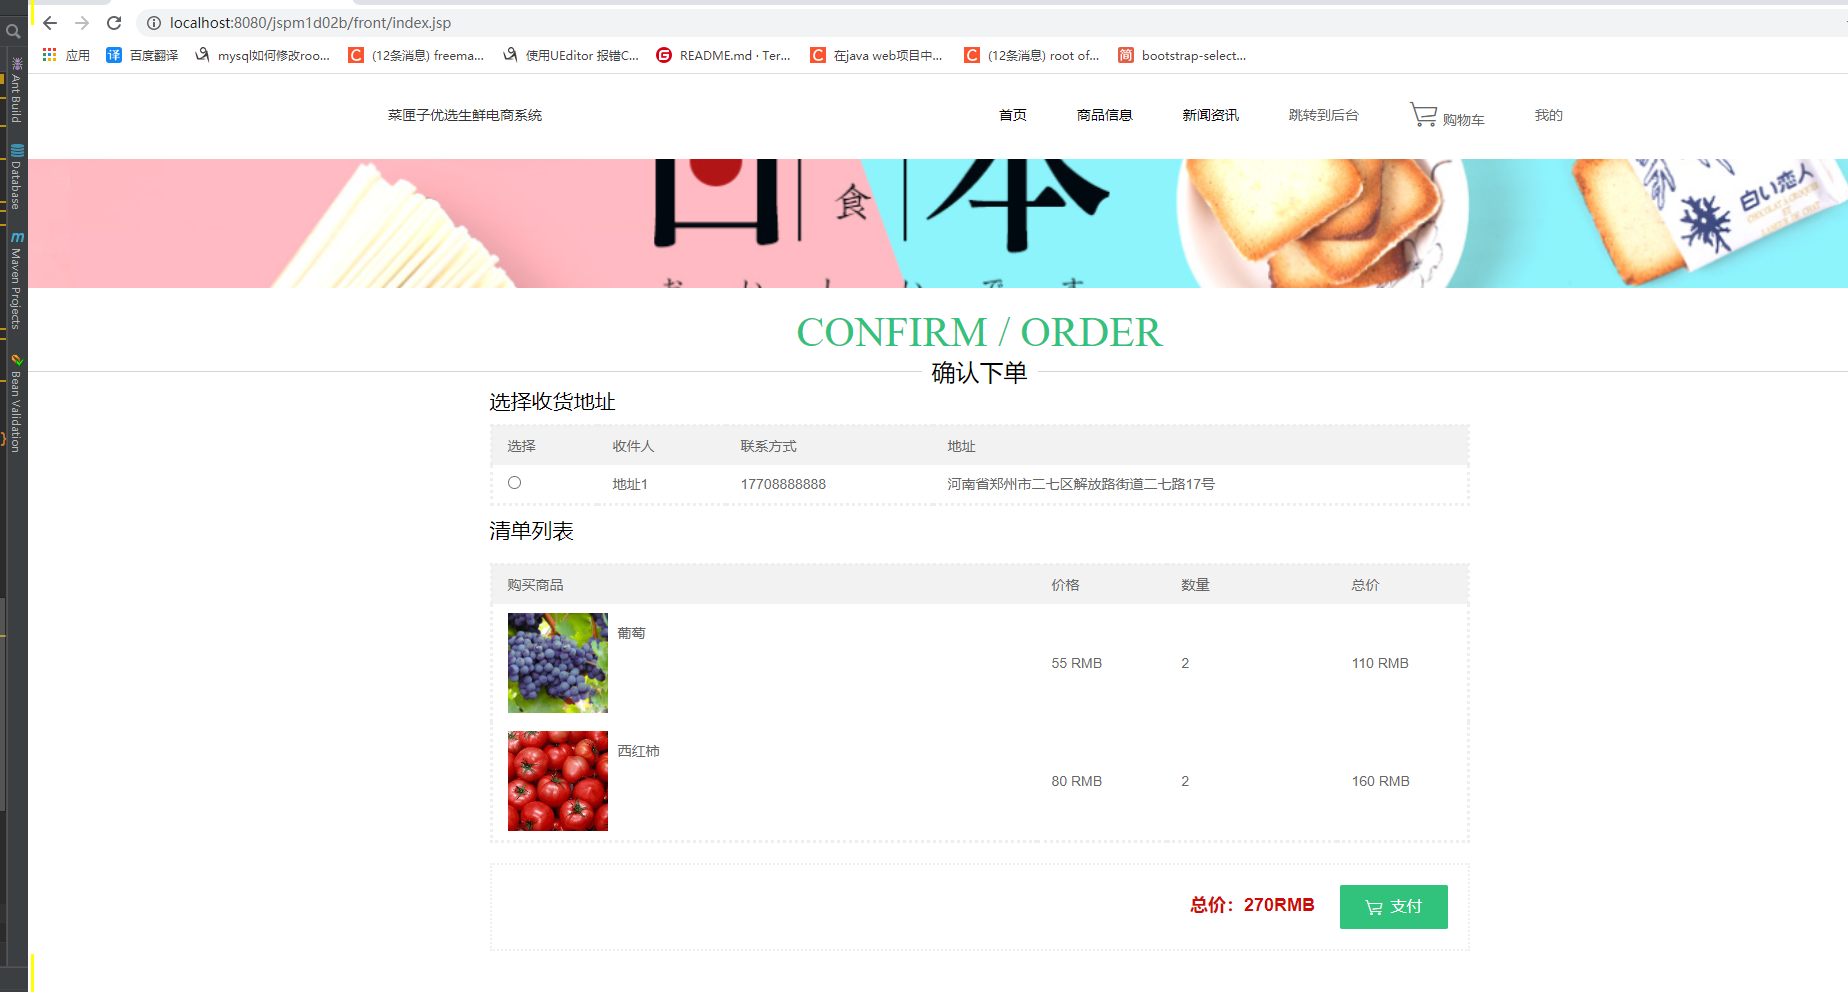 localhost:8080/jspm1d02b/front/index.jsp
应用 百度翻译 mysql如何修改roo... (12条消息) freema... 使用UEditor 报错C... README.md · Ter... 在java web项目中... (12条消息) root of... bootstrap-select...
Ant Build
Database
Maven Projects
Bean Validation
菜匣子优选生鲜电商系统 首页 商品信息 新闻资讯 跳转到后台 购物车 我的
日 食 本
白い恋人
CONFIRM / ORDER
确认下单
选择收货地址
选择 收件人 联系方式 地址
地址1 17708888888 河南省郑州市二七区解放路街道二七路17号
清单列表
购买商品 价格 数量 总价
葡萄 55 RMB 2 110 RMB
西红柿 80 RMB 2 160 RMB
总价：270RMB 支付